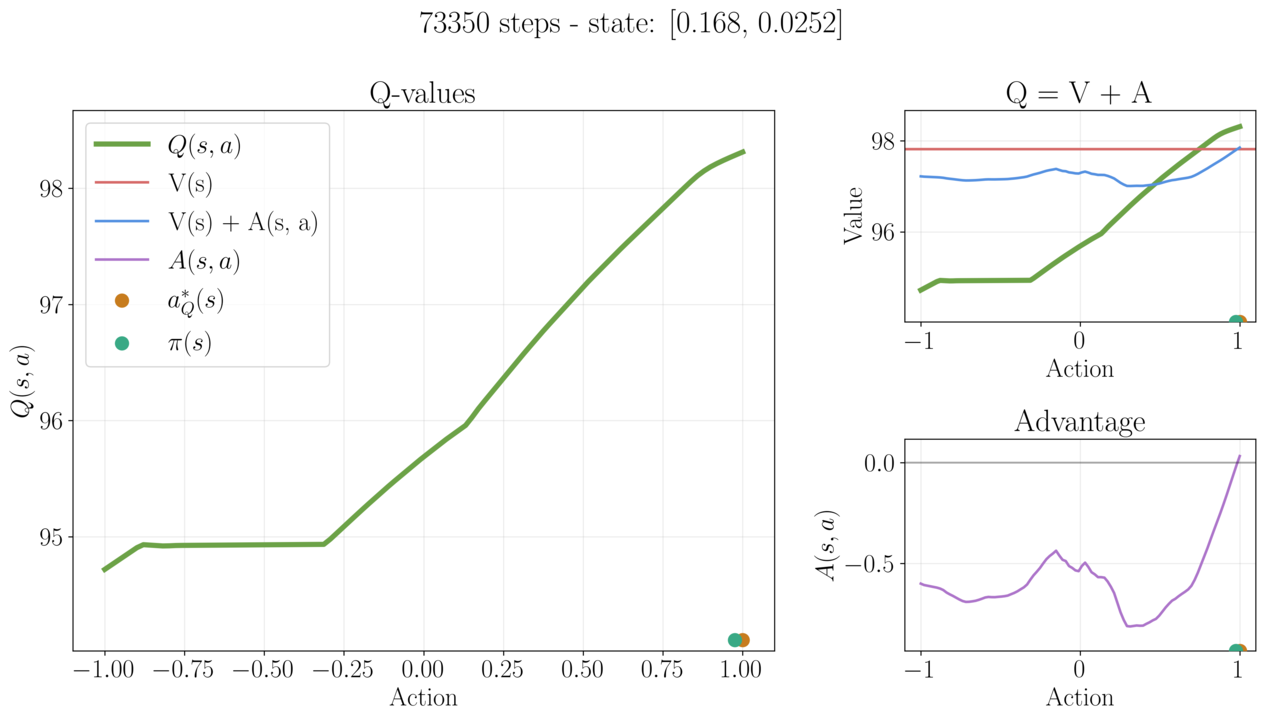 73350 steps - state: [0.168, 0.0252]
Q-values
Q(s, a)
V(s)
V(s) + A(s, a)
A(s, a)
a*Q(s)
π(s)
98
97
96
95
Q(s, a)
−1.00 −0.75 −0.50 −0.25 0.00 0.25 0.50 0.75 1.00
Action
Q = V + A
98
96
Value
−1 0 1
Action
Advantage
0.0
−0.5
A(s, a)
−1 0 1
Action